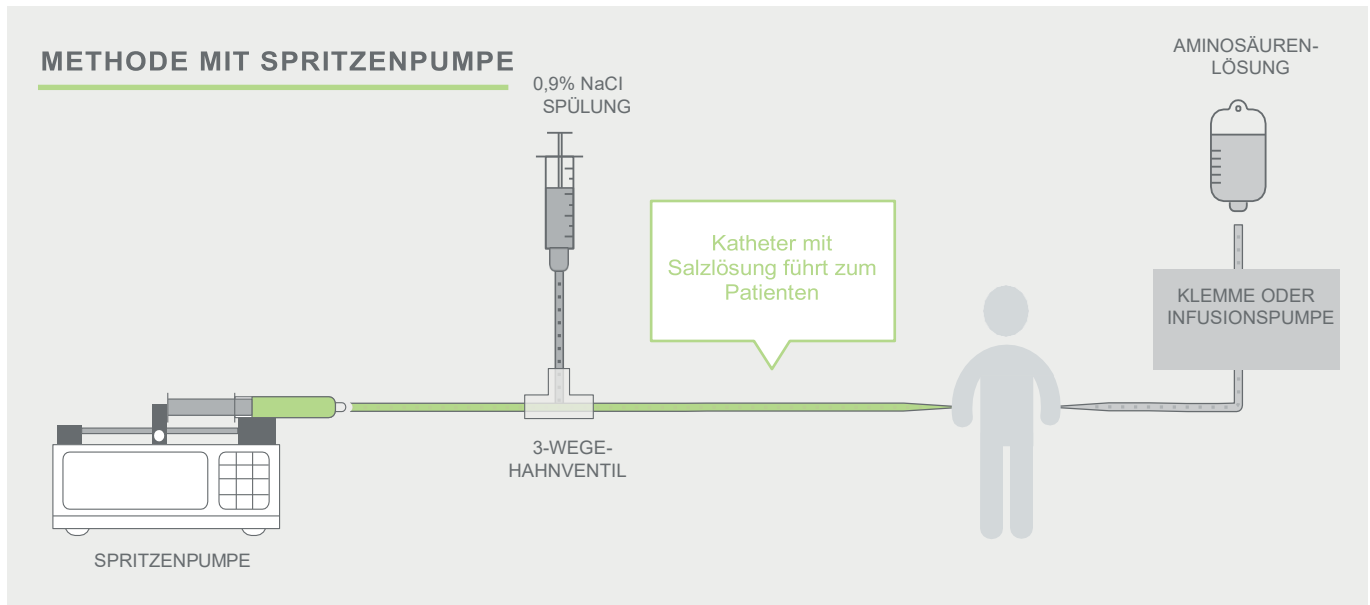 METHODE MIT SPRITZENPUMPE
0,9% NaCl
SPÜLUNG
AMINOSÄUREN-
LÖSUNG
Katheter mit
Salzlösung führt zum
Patienten
KLEMME ODER
INFUSIONSPUMPE
3-WEGE-
HAHNVENTIL
SPRITZENPUMPE